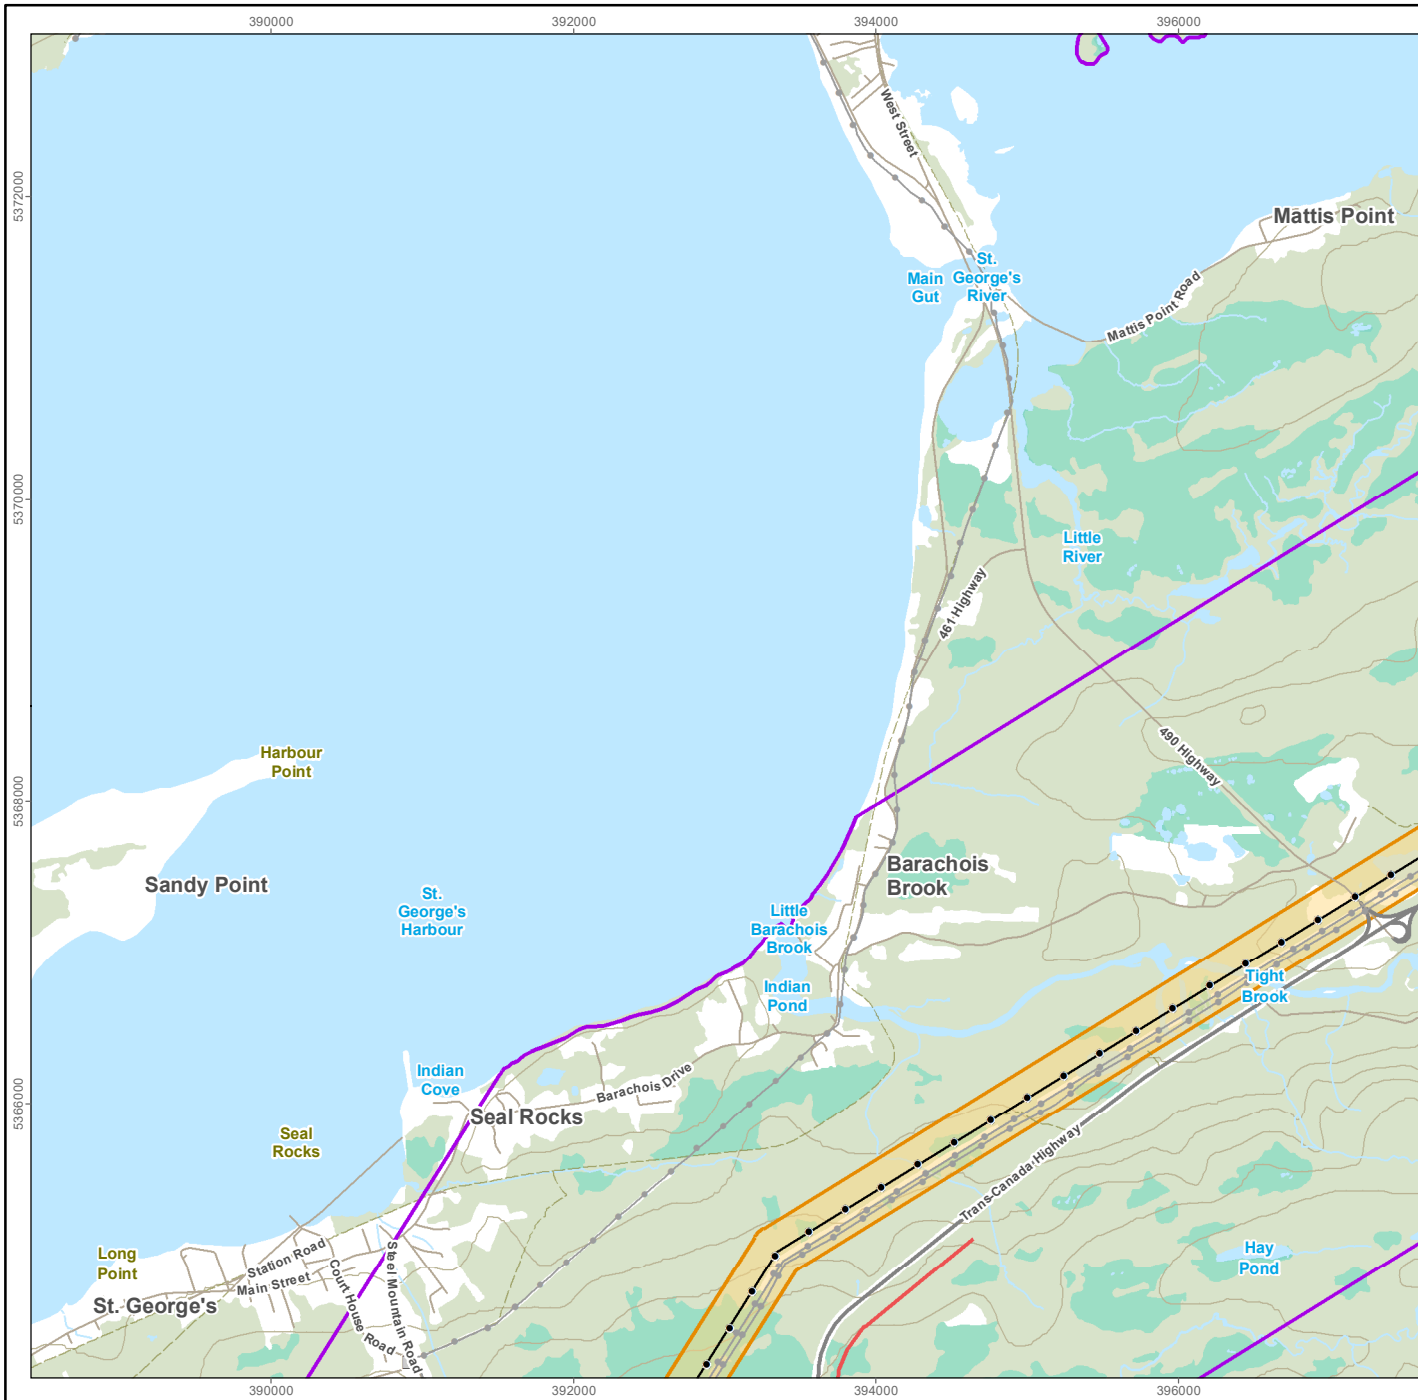 390000
392000
394000
396000
West Street
5372000
Mattis Point
St.
George's
River
Main
Gut
Mattis Point Road
5370000
Little
River
461 Highway
490 Highway
Harbour
Point
5368000
Barachois
Brook
Sandy Point
St.
George's
Harbour
Little
Barachois
Brook
Indian
Pond
Tight
Brook
Indian
Cove
Barachois Drive
5366000
Seal Rocks
Seal
Rocks
Trans-Canada Highway
Long
Point
Station Road
Main Street
Court House Road
Steel Mountain Road
Hay
Pond
St. George's
390000
392000
394000
396000